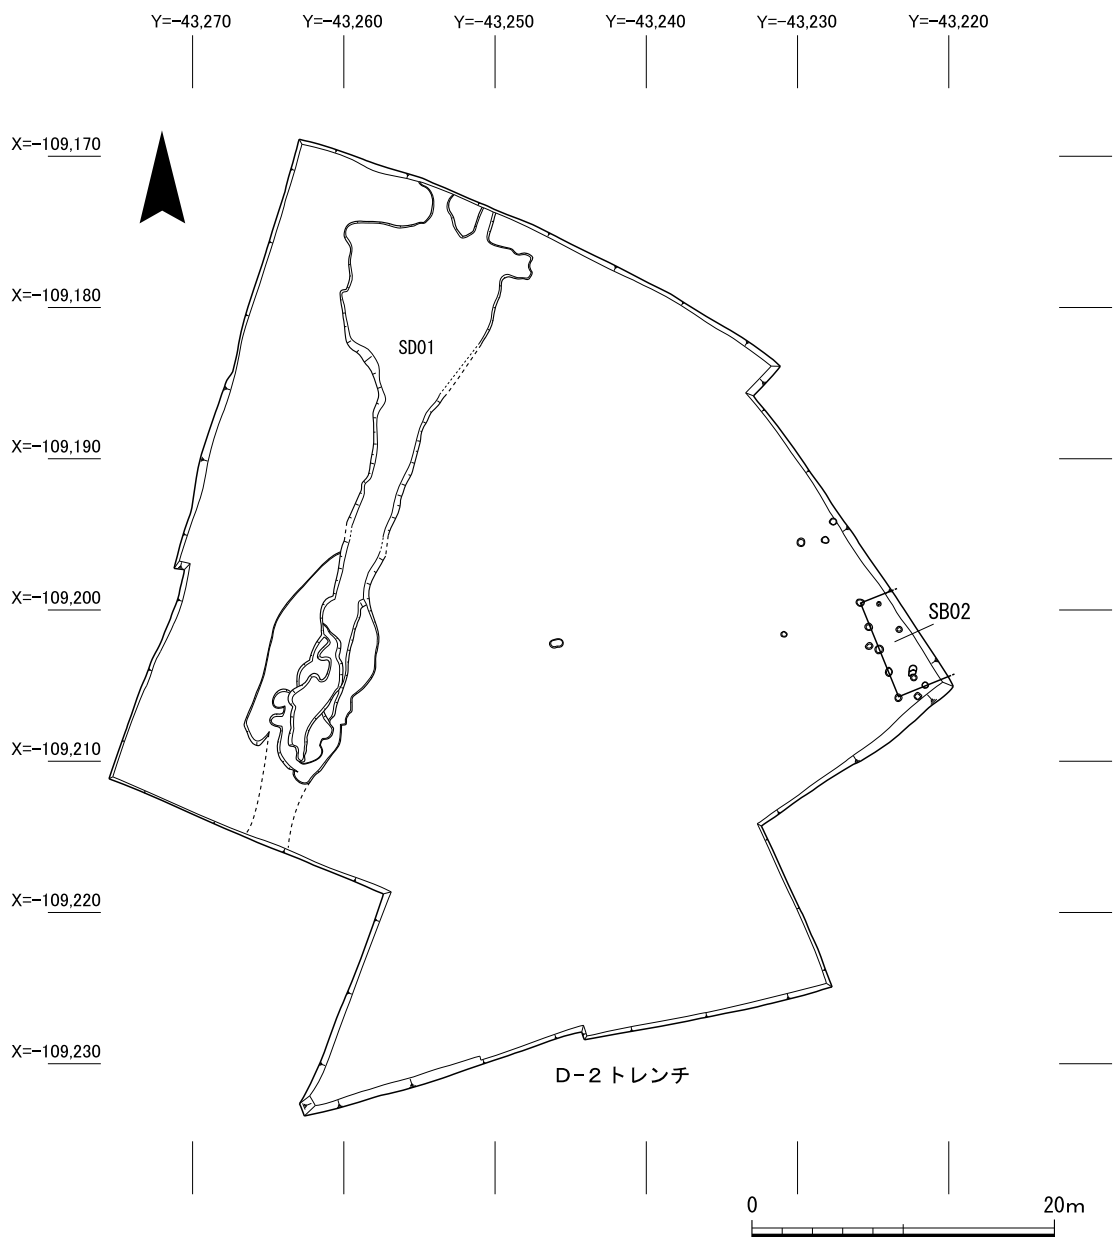 Y=-43,270 Y=-43,260 Y=-43,250 Y=-43,240 Y=-43,230 Y=-43,220
X=-109,170
X=-109,180
SD01
X=-109,190
X=-109,200
SB02
X=-109,210
X=-109,220
X=-109,230
D-2トレンチ
0 20m